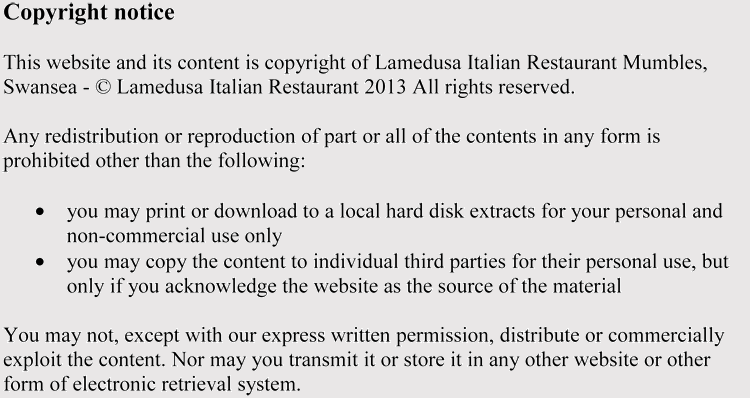 Copyright notice
This website and its content is copyright of Lamedusa Italian Restaurant Mumbles,
Swansea - © Lamedusa Italian Restaurant 2013 All rights reserved.
Any redistribution or reproduction of part or all of the contents in any form is
prohibited other than the following:
• you may print or download to a local hard disk extracts for your personal and
non-commercial use only
• you may copy the content to individual third parties for their personal use, but
only if you acknowledge the website as the source of the material
You may not, except with our express written permission, distribute or commercially
exploit the content. Nor may you transmit it or store it in any other website or other
form of electronic retrieval system.